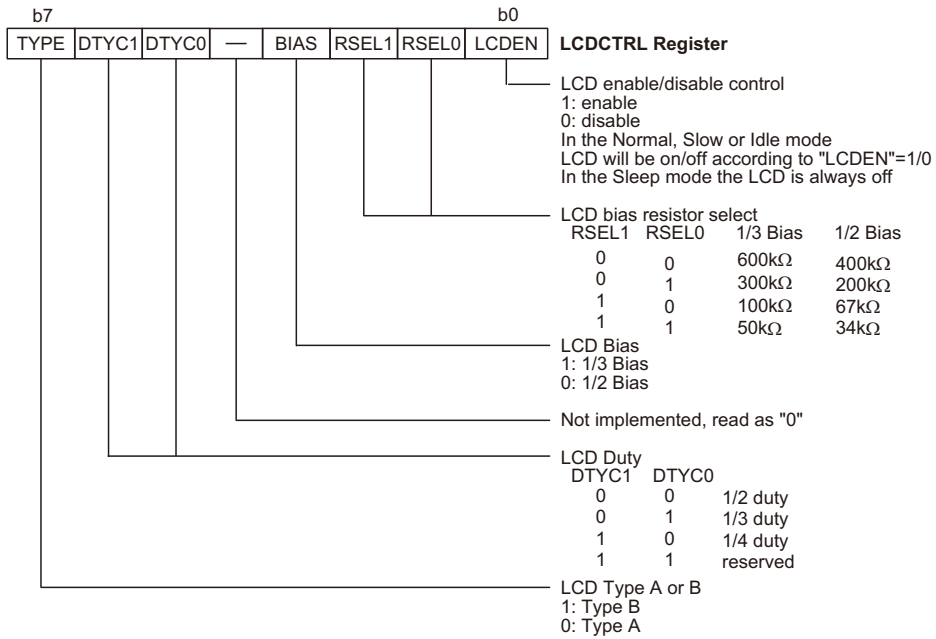 b7 b0
TYPE DTYC1 DTYC0 — BIAS RSEL1 RSEL0 LCDEN LCDCTRL Register
LCD enable/disable control
1: enable
0: disable
In the Normal, Slow or Idle mode
LCD will be on/off according to "LCDEN"=1/0
In the Sleep mode the LCD is always off
LCD bias resistor select
RSEL1 RSEL0 1/3 Bias 1/2 Bias
0 0 600kΩ 400kΩ
0 1 300kΩ 200kΩ
1 0 100kΩ 67kΩ
1 1 50kΩ 34kΩ
LCD Bias
1: 1/3 Bias
0: 1/2 Bias
Not implemented, read as "0"
LCD Duty
DTYC1 DTYC0
0 0 1/2 duty
0 1 1/3 duty
1 0 1/4 duty
1 1 reserved
LCD Type A or B
1: Type B
0: Type A